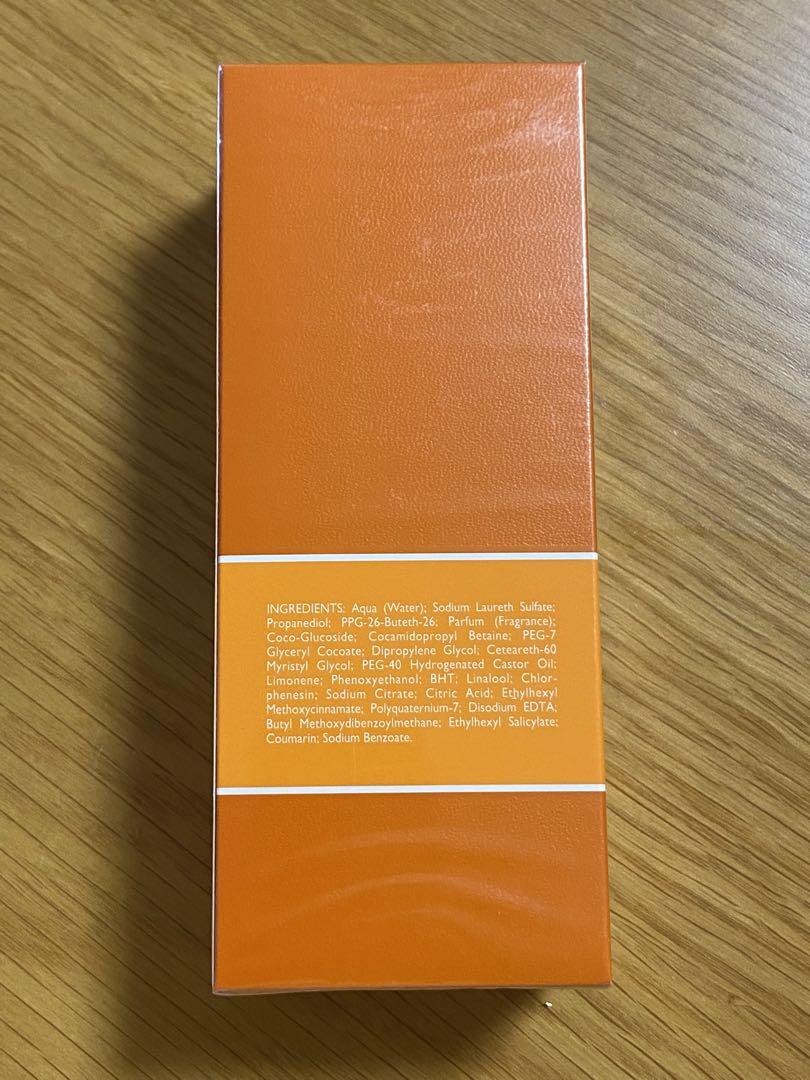 INGREDIENTS: Aqua (Water); Sodium Laureth Sulfate;
Propanediol; PPG-26-Buteth-26; Parfum (Fragrance);
Coco-Glucoside; Cocamidopropyl Betaine; PEG-7
Glyceryl Cocoate; Dipropylene Glycol; Ceteareth-60
Myristyl Glycol; PEG-40 Hydrogenated Castor Oil;
Limonene; Phenoxyethanol; BHT; Linalool; Chlor-
phenesin; Sodium Citrate; Citric Acid; Ethylhexyl
Methoxycinnamate; Polyquaternium-7; Disodium EDTA;
Butyl Methoxydibenzoylmethane; Ethylhexyl Salicylate;
Coumarin; Sodium Benzoate.